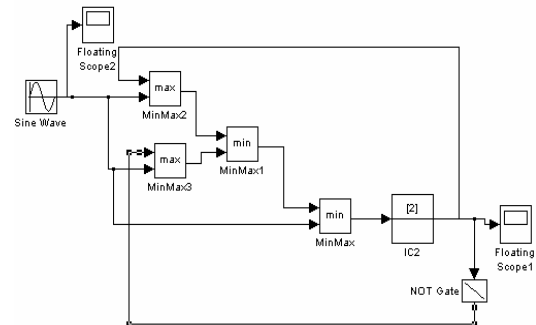 Floating
Scope2
max
MinMax2
Sine Wave
min
MinMax1
max
MinMax3
min
MinMax
[2]
IC2
Floating
Scope1
NOT Gate